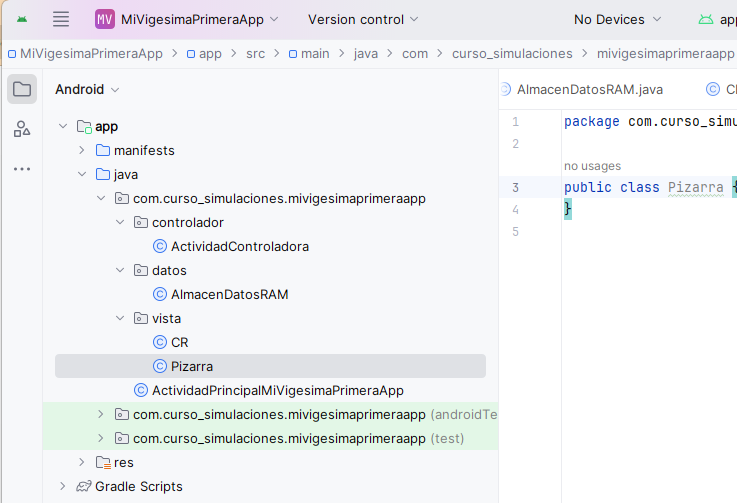 MV MiVigesimaPrimeraApp Version control No Devices app
MiVigesimaPrimeraApp > app > src > main > java > com > curso_simulaciones > mivigesimaprimeraapp
Android
AlmacenDatosRAM.java
app
manifests
java
com.curso_simulaciones.mivigesimaprimeraapp
controlador
ActividadControladora
datos
AlmacenDatosRAM
vista
CR
Pizarra
ActividadPrincipalMiVigesimaPrimeraApp
com.curso_simulaciones.mivigesimaprimeraapp (androidTe
com.curso_simulaciones.mivigesimaprimeraapp (test)
res
Gradle Scripts
1 package com.curso_simu
2
no usages
3 public class Pizarra {
4 }
5